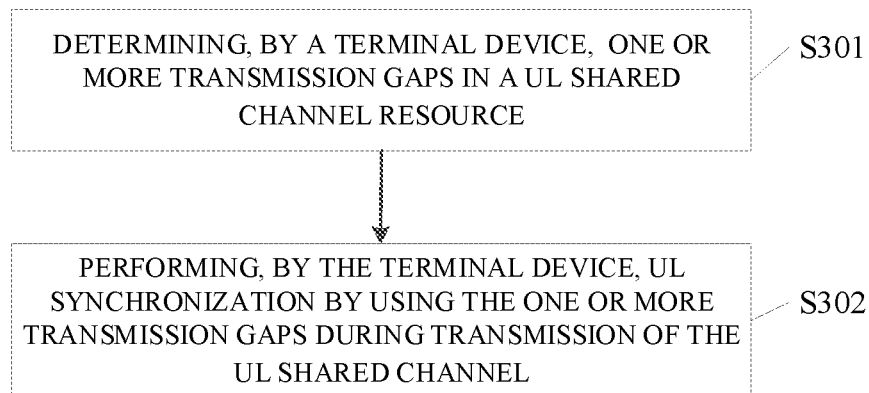 DETERMINING, BY A TERMINAL DEVICE, ONE OR
MORE TRANSMISSION GAPS IN A UL SHARED
CHANNEL RESOURCE
S301
PERFORMING, BY THE TERMINAL DEVICE, UL
SYNCHRONIZATION BY USING THE ONE OR MORE
TRANSMISSION GAPS DURING TRANSMISSION OF THE
UL SHARED CHANNEL
S302